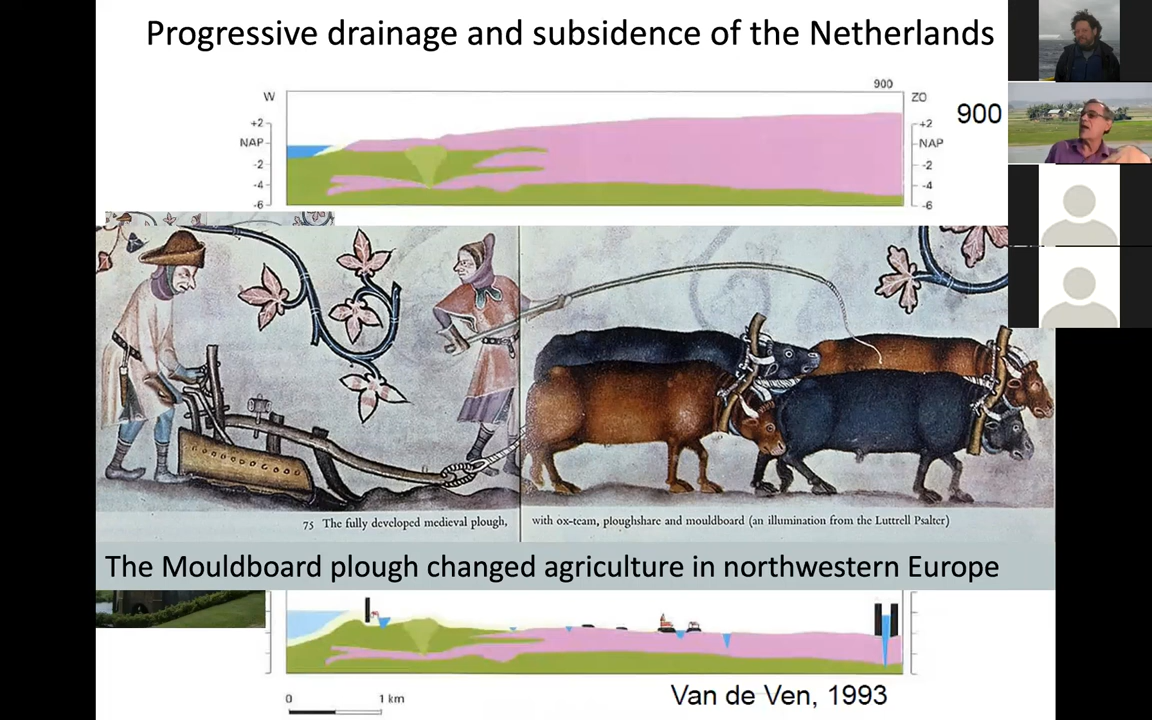 Progressive drainage and subsidence of the Netherlands
900
W
ZO
900
+2
NAP
-2
-4
-6
+2
NAP
-2
-4
-6
75 The fully developed medieval plough,
with ox-team, ploughshare and mouldboard (an illumination from the Luttrell Psalter)
The Mouldboard plough changed agriculture in northwestern Europe
0
1 km
Van de Ven, 1993